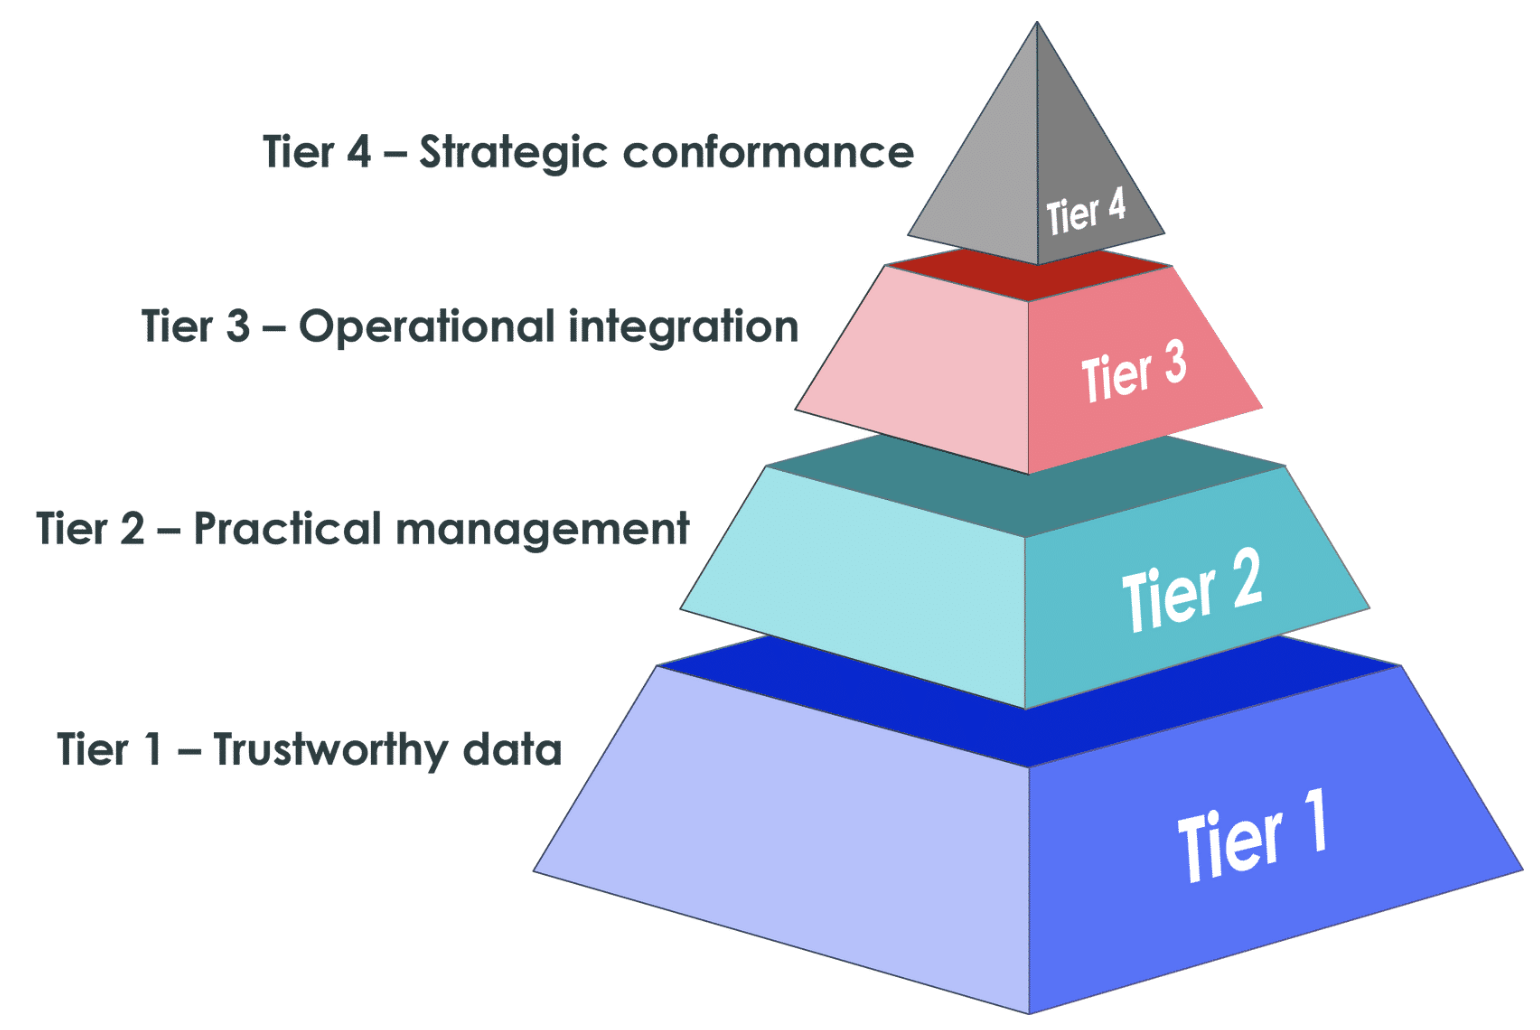 Tier 4 – Strategic conformance
Tier 4
Tier 3 – Operational integration
Tier 3
Tier 2 – Practical management
Tier 2
Tier 1 – Trustworthy data
Tier 1